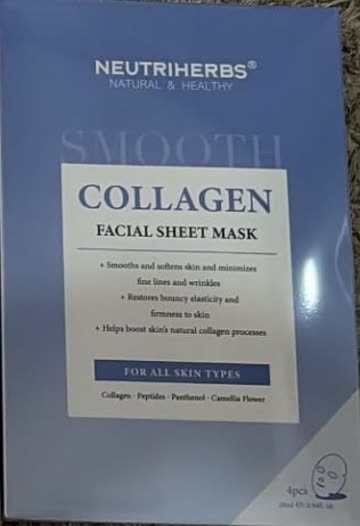 NEUTRIHERBS®
NATURAL & HEALTHY
SMOOTH
COLLAGEN
FACIAL SHEET MASK
+ Smooths and softens skin and minimizes
fine lines and wrinkles
+ Restores bouncy elasticity and
firmness to skin
+ Helps boost skin's natural collagen processes
FOR ALL SKIN TYPES
Collagen · Peptides · Panthenol · Camellia Flower
4pcs